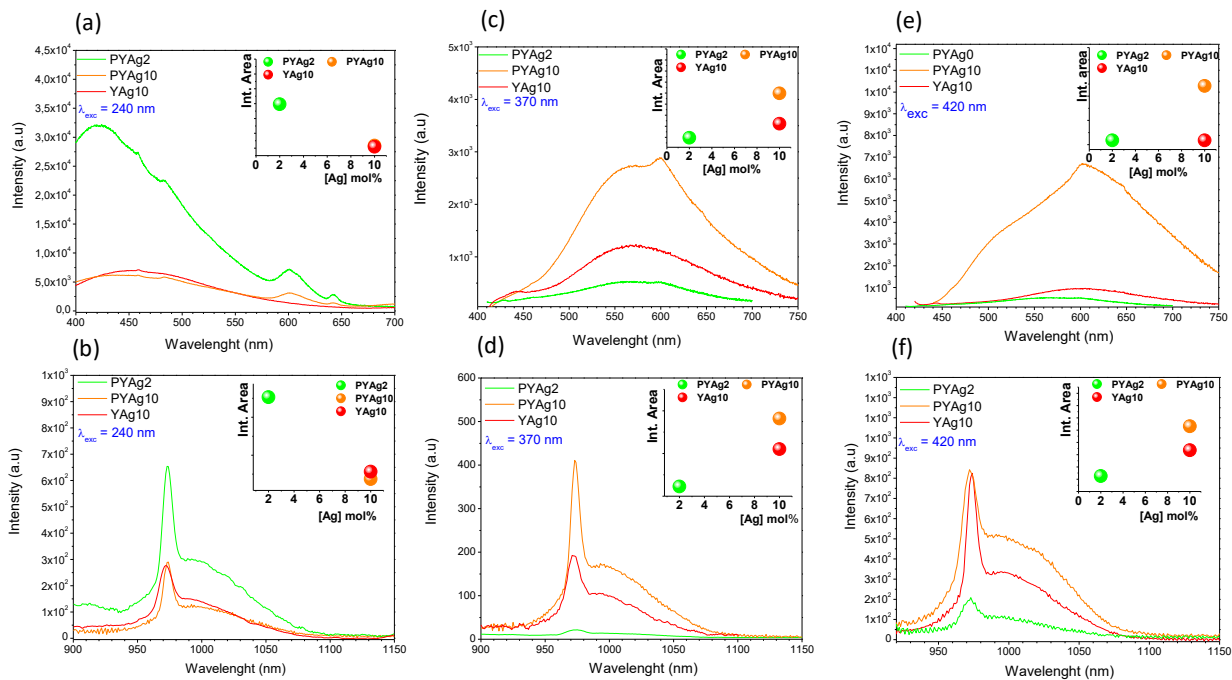 (a)
4,5x10⁴
4,0x10⁴
3,5x10⁴
3,0x10⁴
2,5x10⁴
2,0x10⁴
1,5x10⁴
1,0x10⁴
5,0x10³
0,0
Intensity (a.u)
PYAg2
PYAg10
YAg10
λexc = 240 nm
Int. Area
PYAg2 PYAg10
YAg10
0 2 4 6 8 10
[Ag] mol%
400 450 500 550 600 650 700
Wavelenght (nm)
(c)
5x10³
4x10³
3x10³
2x10³
1x10³
0
Intensity (a.u)
PYAg2
PYAg10
YAg10
λexc = 370 nm
Int. Area
PYAg2 PYAg10
YAg10
0 2 4 6 8 10
[Ag] mol%
400 450 500 550 600 650 700 750
Wavelenght (nm)
(e)
1x10⁴
1x10⁴
1x10⁴
9x10³
8x10³
7x10³
6x10³
5x10³
4x10³
3x10³
2x10³
1x10³
0
Intensity (a.u)
PYAg0
PYAg10
YAg10
λexc = 420 nm
Int. area
PYAg2 PYAg10
YAg10
0 2 4 6 8 10
[Ag] mol%
400 450 500 550 600 650 700 750
Wavelenght (nm)
(b)
1x10³
9x10²
8x10²
7x10²
6x10²
5x10²
4x10²
3x10²
2x10²
1x10²
0
Intensity (a.u)
PYAg2
PYAg10
YAg10
λexc = 240 nm
Int. Area
PYAg2
PYAg10
YAg10
2 4 6 8 10
[Ag] mol%
900 950 1000 1050 1100 1150
Wavelenght (nm)
(d)
600
500
400
300
200
100
0
Intensity (a.u)
PYAg2
PYAg10
YAg10
λexc = 370 nm
Int. Area
PYAg2 PYAg10
YAg10
2 4 6 8 10
[Ag] mol%
900 950 1000 1050 1100 1150
Wavelenght (nm)
(f)
1x10³
1x10³
1x10³
1x10³
9x10²
8x10²
7x10²
6x10²
5x10²
4x10²
3x10²
2x10²
1x10²
0
Intensity (a.u)
PYAg2
PYAg10
YAg10
λexc = 420 nm
Int. Area
PYAg2 PYAg10
YAg10
0 2 4 6 8 10
[Ag] mol%
950 1000 1050 1100 1150
Wavelenght (nm)